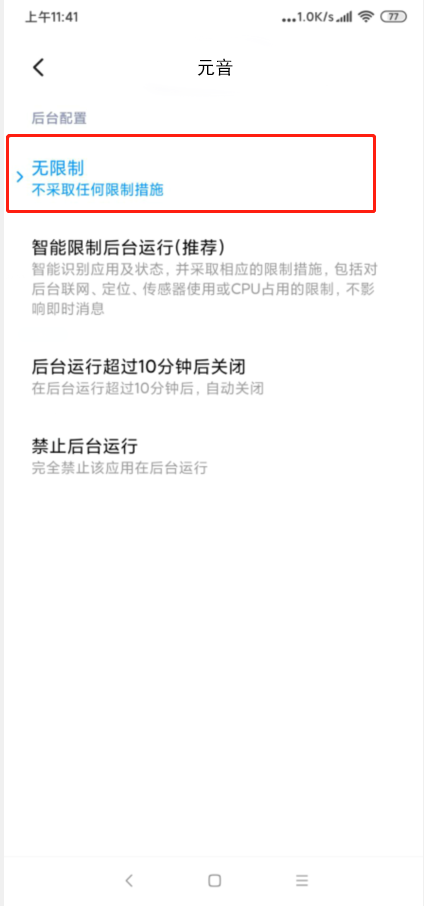 上午11:41
...1.0K/s
77
元音
后台配置
无限制
不采取任何限制措施
智能限制后台运行(推荐)
智能识别应用及状态，并采取相应的限制措施，包括对
后台联网、定位、传感器使用或CPU占用的限制，不影
响即时消息
后台运行超过10分钟后关闭
在后台运行超过10分钟后，自动关闭
禁止后台运行
完全禁止该应用在后台运行